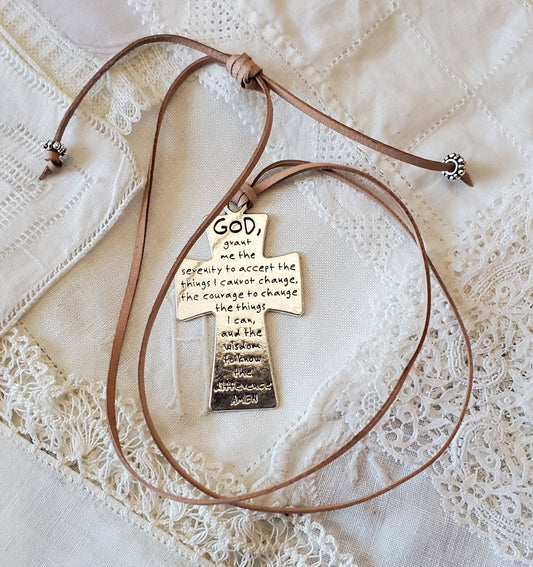 GOD,
grant
me the
serenity to accept the
things I cannot change,
the courage to change
the things
I can,
and the
wisdom
to know
the
difference
AMEN